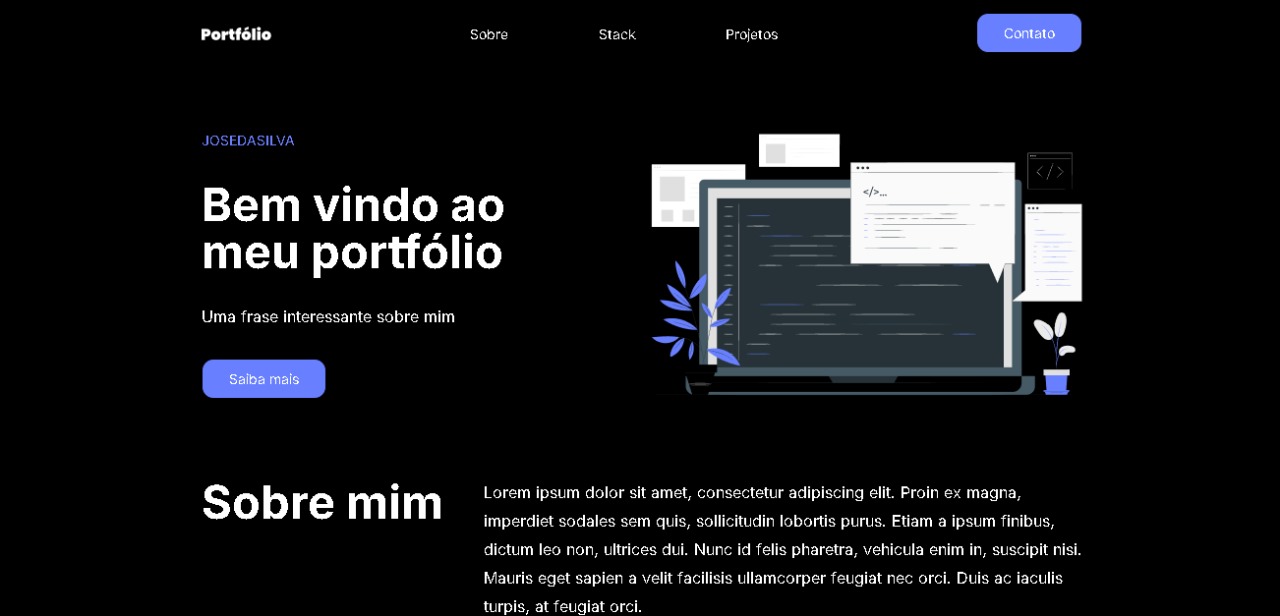 Portfólio
Sobre
Stack
Projetos
Contato
JOSEDASILVA
Bem vindo ao
meu portfólio
Uma frase interessante sobre mim
Saiba mais
</>...
</>
Sobre mim
Lorem ipsum dolor sit amet, consectetur adipiscing elit. Proin ex magna,
imperdiet sodales sem quis, sollicitudin lobortis purus. Etiam a ipsum finibus,
dictum leo non, ultrices dui. Nunc id felis pharetra, vehicula enim in, suscipit nisi.
Mauris eget sapien a velit facilisis ullamcorper feugiat nec orci. Duis ac iaculis
turpis, at feugiat orci.